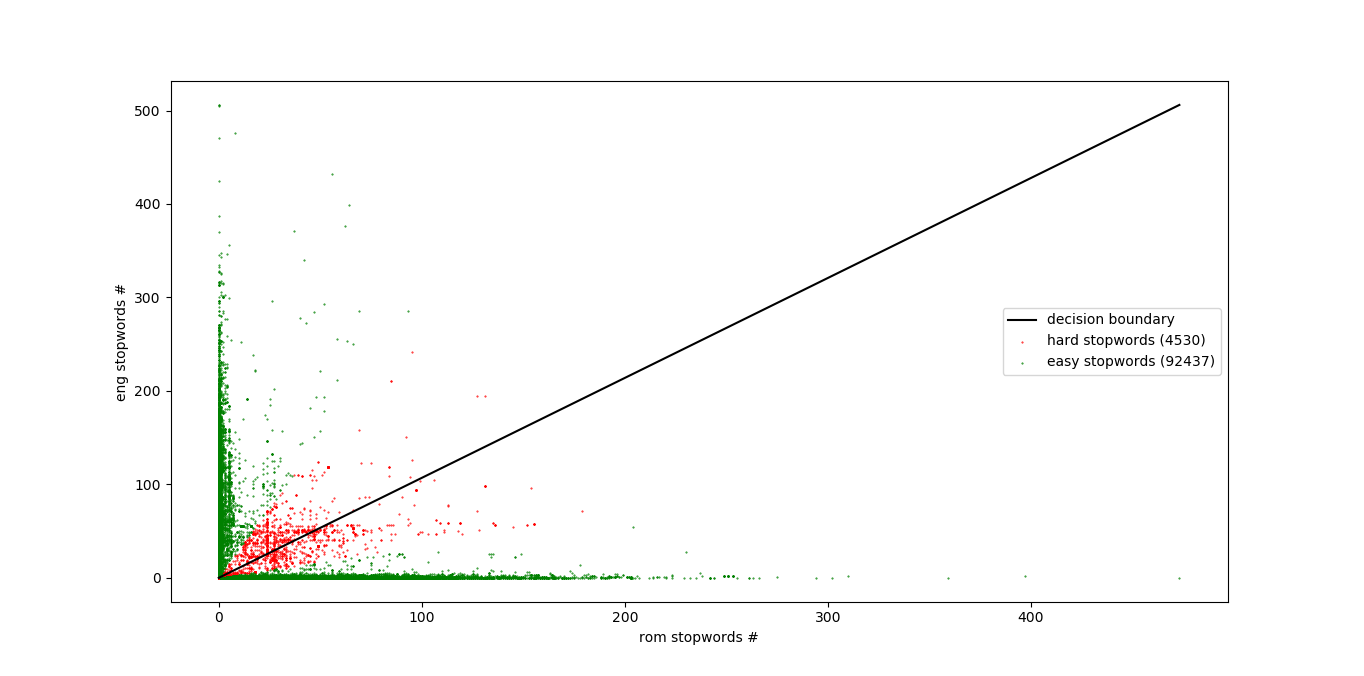 500
400
300
200
100
0
eng stopwords #
decision boundary
hard stopwords (4530)
easy stopwords (92437)
0 100 200 300 400
rom stopwords #